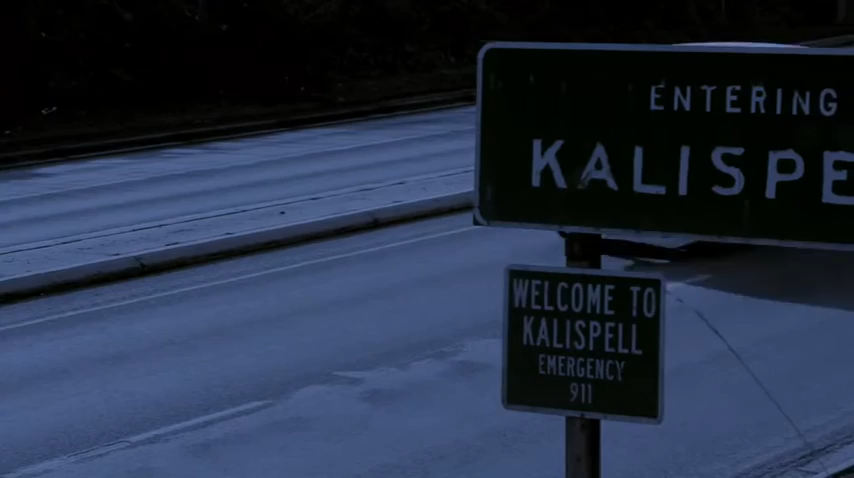 ENTERING
KALISPE
WELCOME TO
KALISPELL
EMERGENCY
911